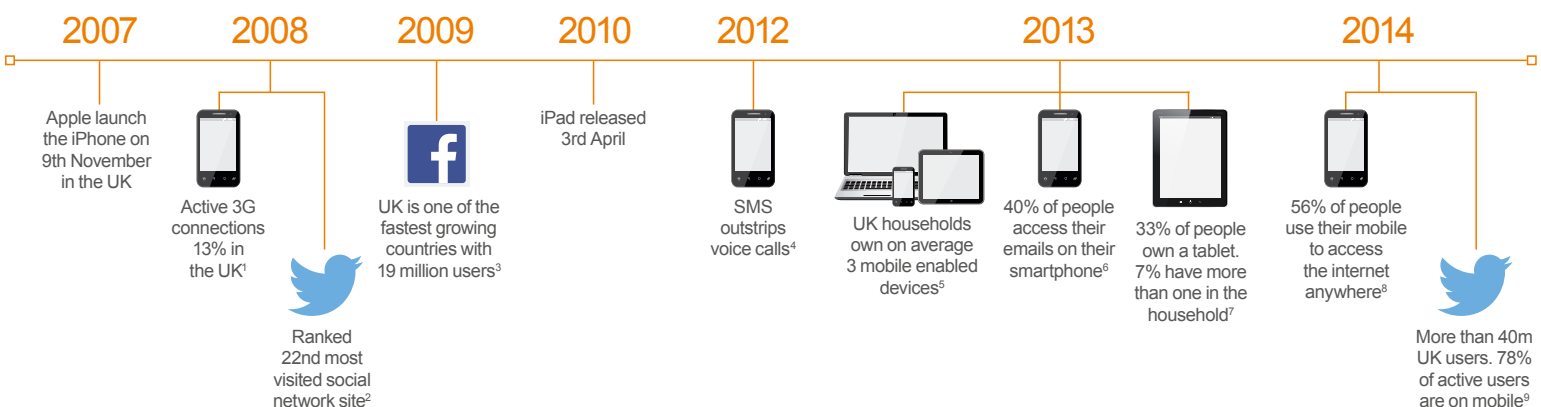 2007
2008
2009
2010
2012
2013
2014
Apple launch
the iPhone on
9th November
in the UK
Active 3G
connections
13% in
the UK¹
Ranked
22nd most
visited social
network site²
UK is one of the
fastest growing
countries with
19 million users³
iPad released
3rd April
SMS
outstrips
voice calls⁴
UK households
own on average
3 mobile enabled
devices⁵
40% of people
access their
emails on their
smartphone⁶
33% of people
own a tablet.
7% have more
than one in the
household⁷
56% of people
use their mobile
to access
the internet
anywhere⁸
More than 40m
UK users. 78%
of active users
are on mobile⁹